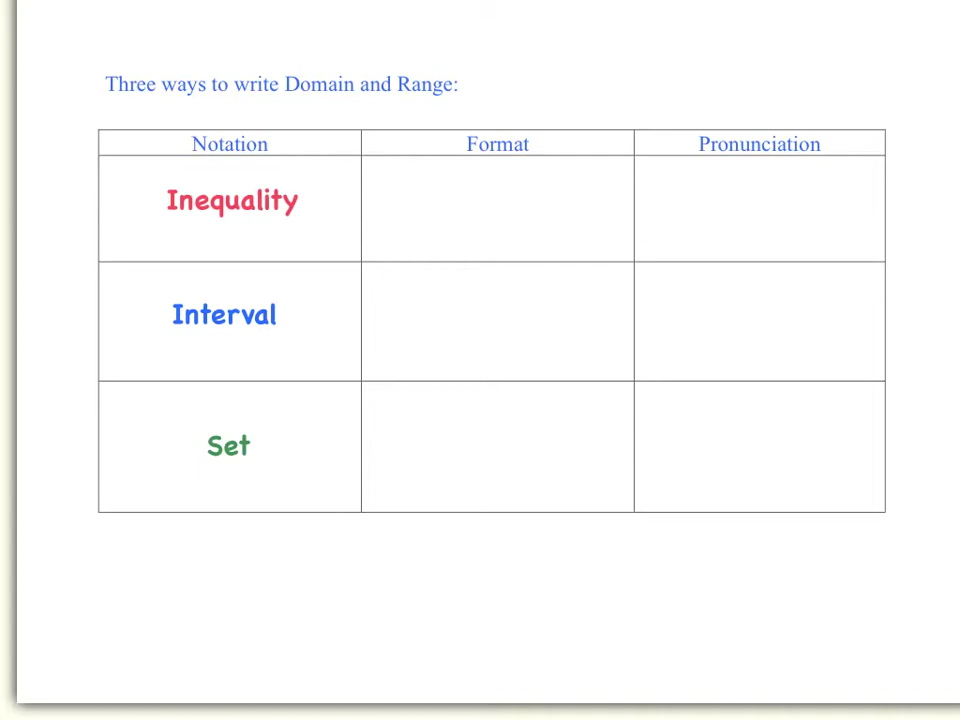 Three ways to write Domain and Range:
Notation Format Pronunciation
Inequality
Interval
Set